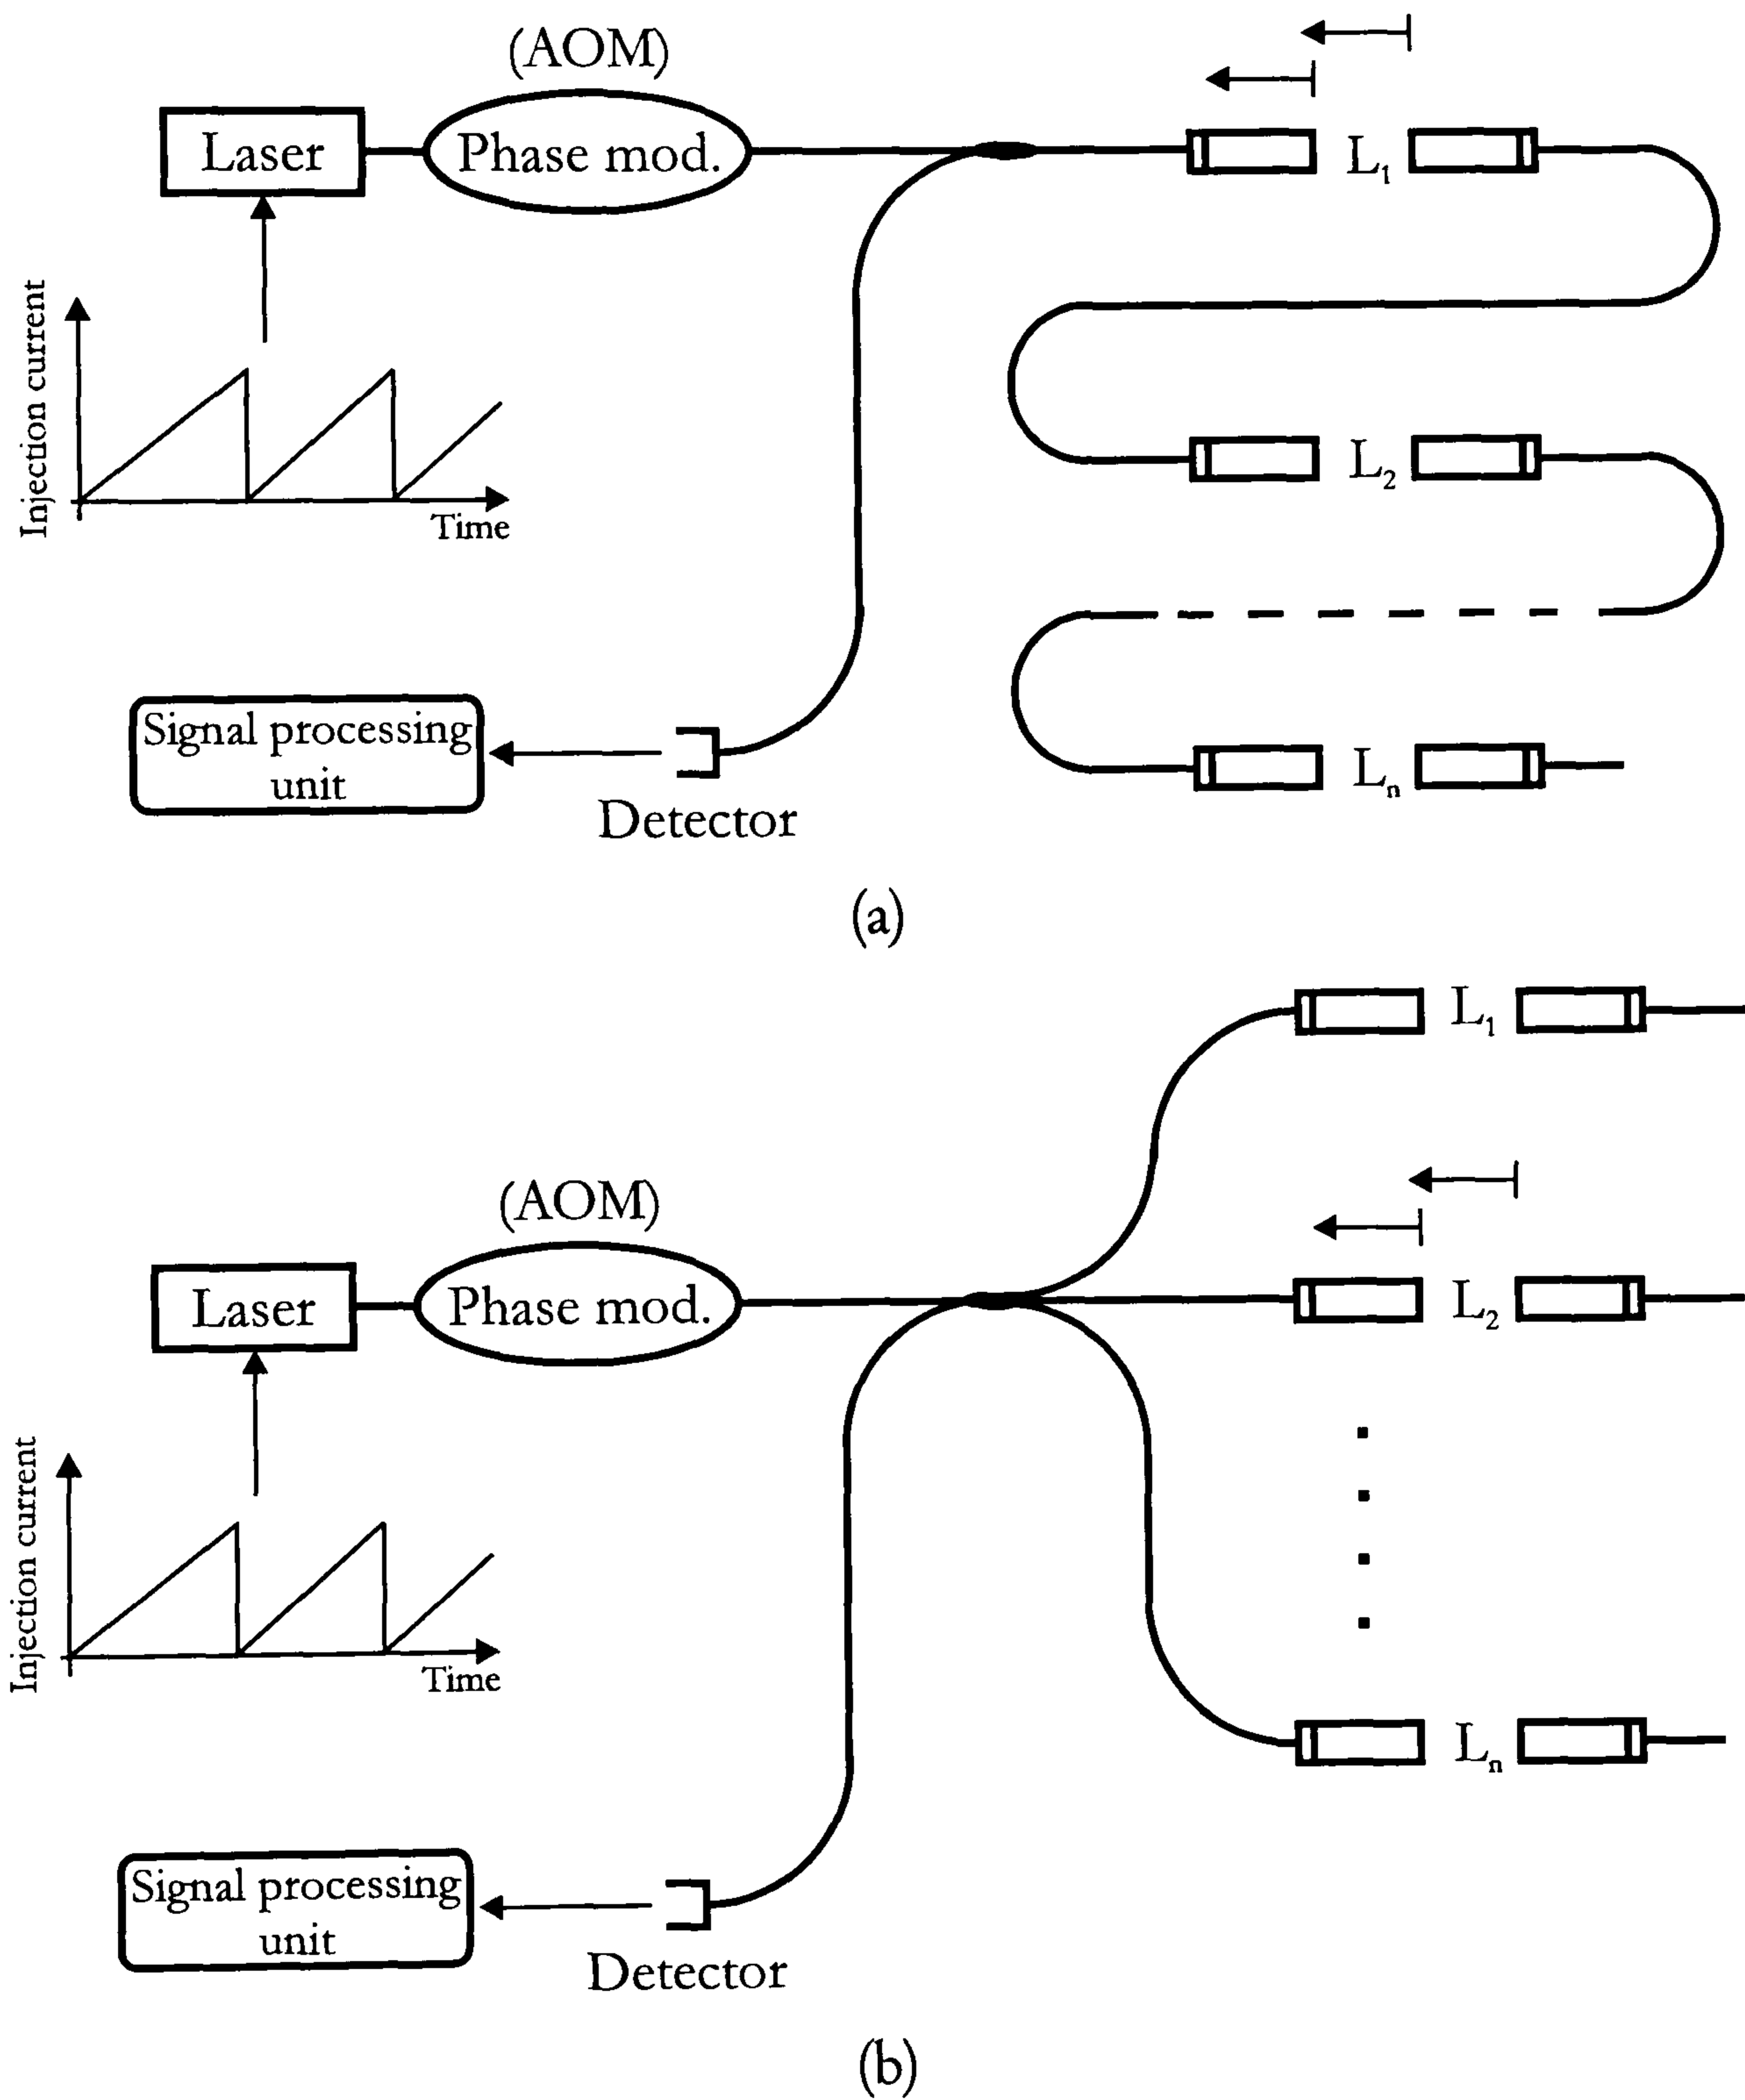 (AOM)
Laser
Phase mod.
L₁
Injection current
Time
L₂
Signal processing
unit
Detector
Lₙ
(a)
L₁
(AOM)
Laser
Phase mod.
L₂
Injection current
Time
Lₙ
Signal processing
unit
Detector
(b)